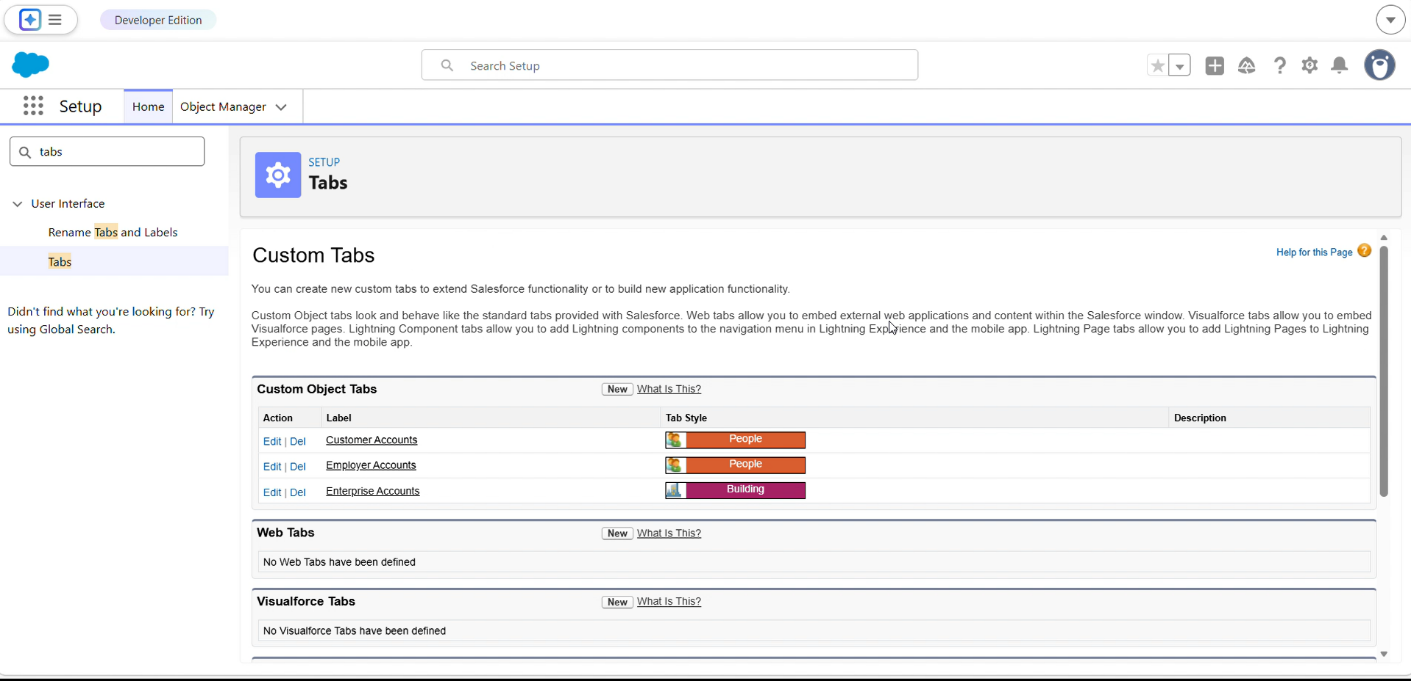 Developer Edition
Search Setup
Setup
Home
Object Manager
tabs
User Interface
Rename Tabs and Labels
Tabs
Didn't find what you're looking for? Try
using Global Search.
SETUP
Tabs
Custom Tabs
Help for this Page ?
You can create new custom tabs to extend Salesforce functionality or to build new application functionality.
Custom Object tabs look and behave like the standard tabs provided with Salesforce. Web tabs allow you to embed external web applications and content within the Salesforce window. Visualforce tabs allow you to embed
Visualforce pages. Lightning Component tabs allow you to add Lightning components to the navigation menu in Lightning Experience and the mobile app. Lightning Page tabs allow you to add Lightning Pages to Lightning
Experience and the mobile app.
Custom Object Tabs New What Is This?
Action Label Tab Style Description
Edit | Del Customer Accounts People
Edit | Del Employer Accounts People
Edit | Del Enterprise Accounts Building
Web Tabs New What Is This?
No Web Tabs have been defined
Visualforce Tabs New What Is This?
No Visualforce Tabs have been defined